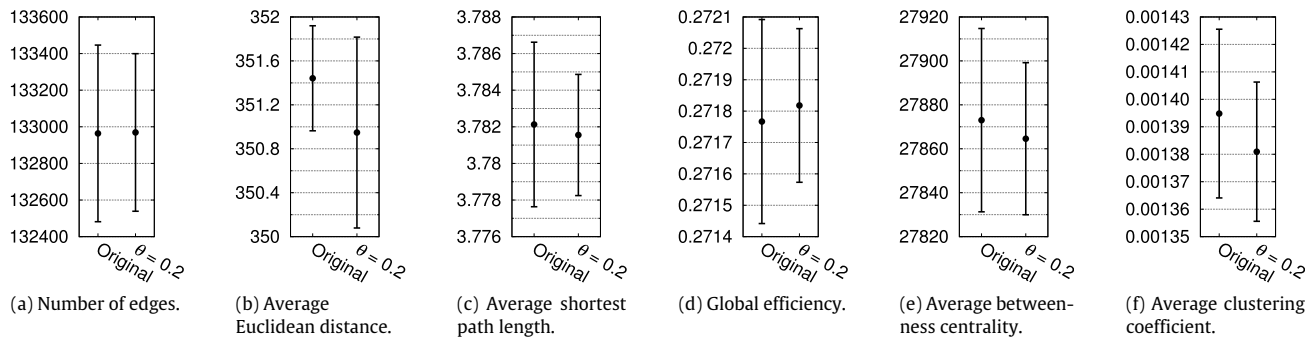 133600
133400
133200
133000
132800
132600
132400
Original
θ = 0.2
(a) Number of edges.
352
351.6
351.2
350.8
350.4
350
Original
θ = 0.2
(b) Average
Euclidean distance.
3.788
3.786
3.784
3.782
3.78
3.778
3.776
Original
θ = 0.2
(c) Average shortest
path length.
0.2721
0.272
0.2719
0.2718
0.2717
0.2716
0.2715
0.2714
Original
θ = 0.2
(d) Global efficiency.
27920
27900
27880
27860
27840
27820
Original
θ = 0.2
(e) Average between-
ness centrality.
0.00143
0.00142
0.00141
0.00140
0.00139
0.00138
0.00137
0.00136
0.00135
Original
θ = 0.2
(f) Average clustering
coefficient.